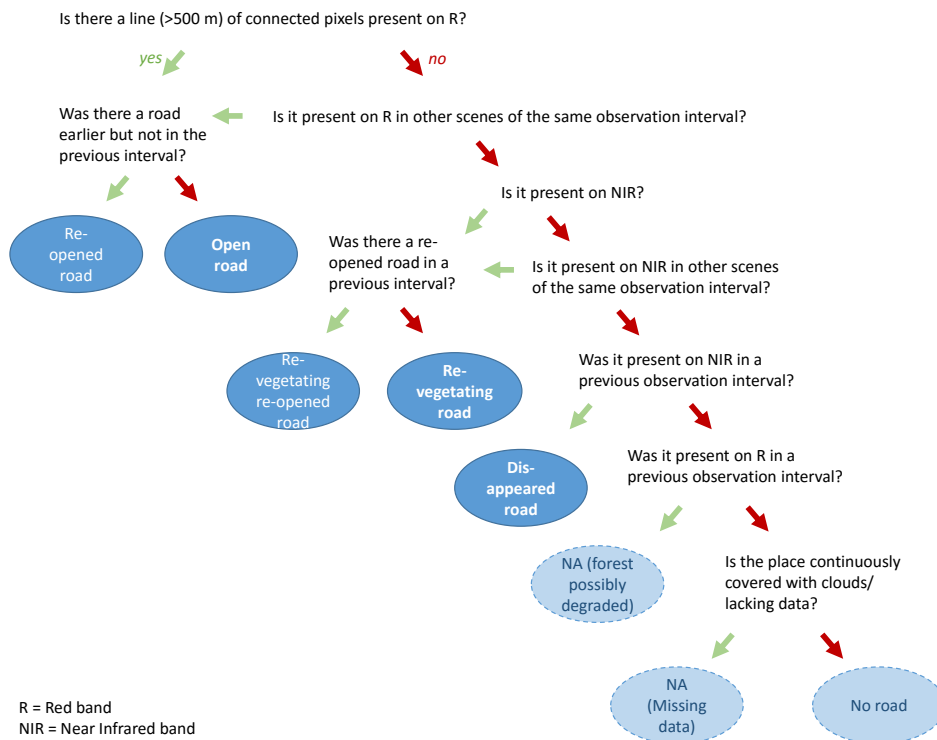 Is there a line (>500 m) of connected pixels present on R?
yes
no
Was there a road
earlier but not in the
previous interval?
Is it present on R in other scenes of the same observation interval?
Is it present on NIR?
Re-
opened
road
Open
road
Was there a re-
opened road in a
previous interval?
Is it present on NIR in other scenes
of the same observation interval?
Re-
vegetating
re-opened
road
Re-
vegetating
road
Was it present on NIR in a
previous observation interval?
Dis-
appeared
road
Was it present on R in a
previous observation interval?
NA (forest
possibly
degraded)
Is the place continuously
covered with clouds/
lacking data?
NA
(Missing
data)
No road
R = Red band
NIR = Near Infrared band